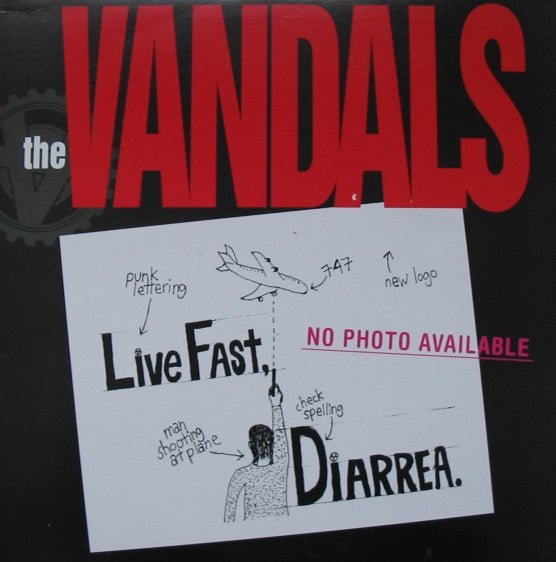 the VANDALS
747
new logo
punk
lettering
Live Fast,
NO PHOTO AVAILABLE
check
spelling
man
shooting
at plane
Diarrea.